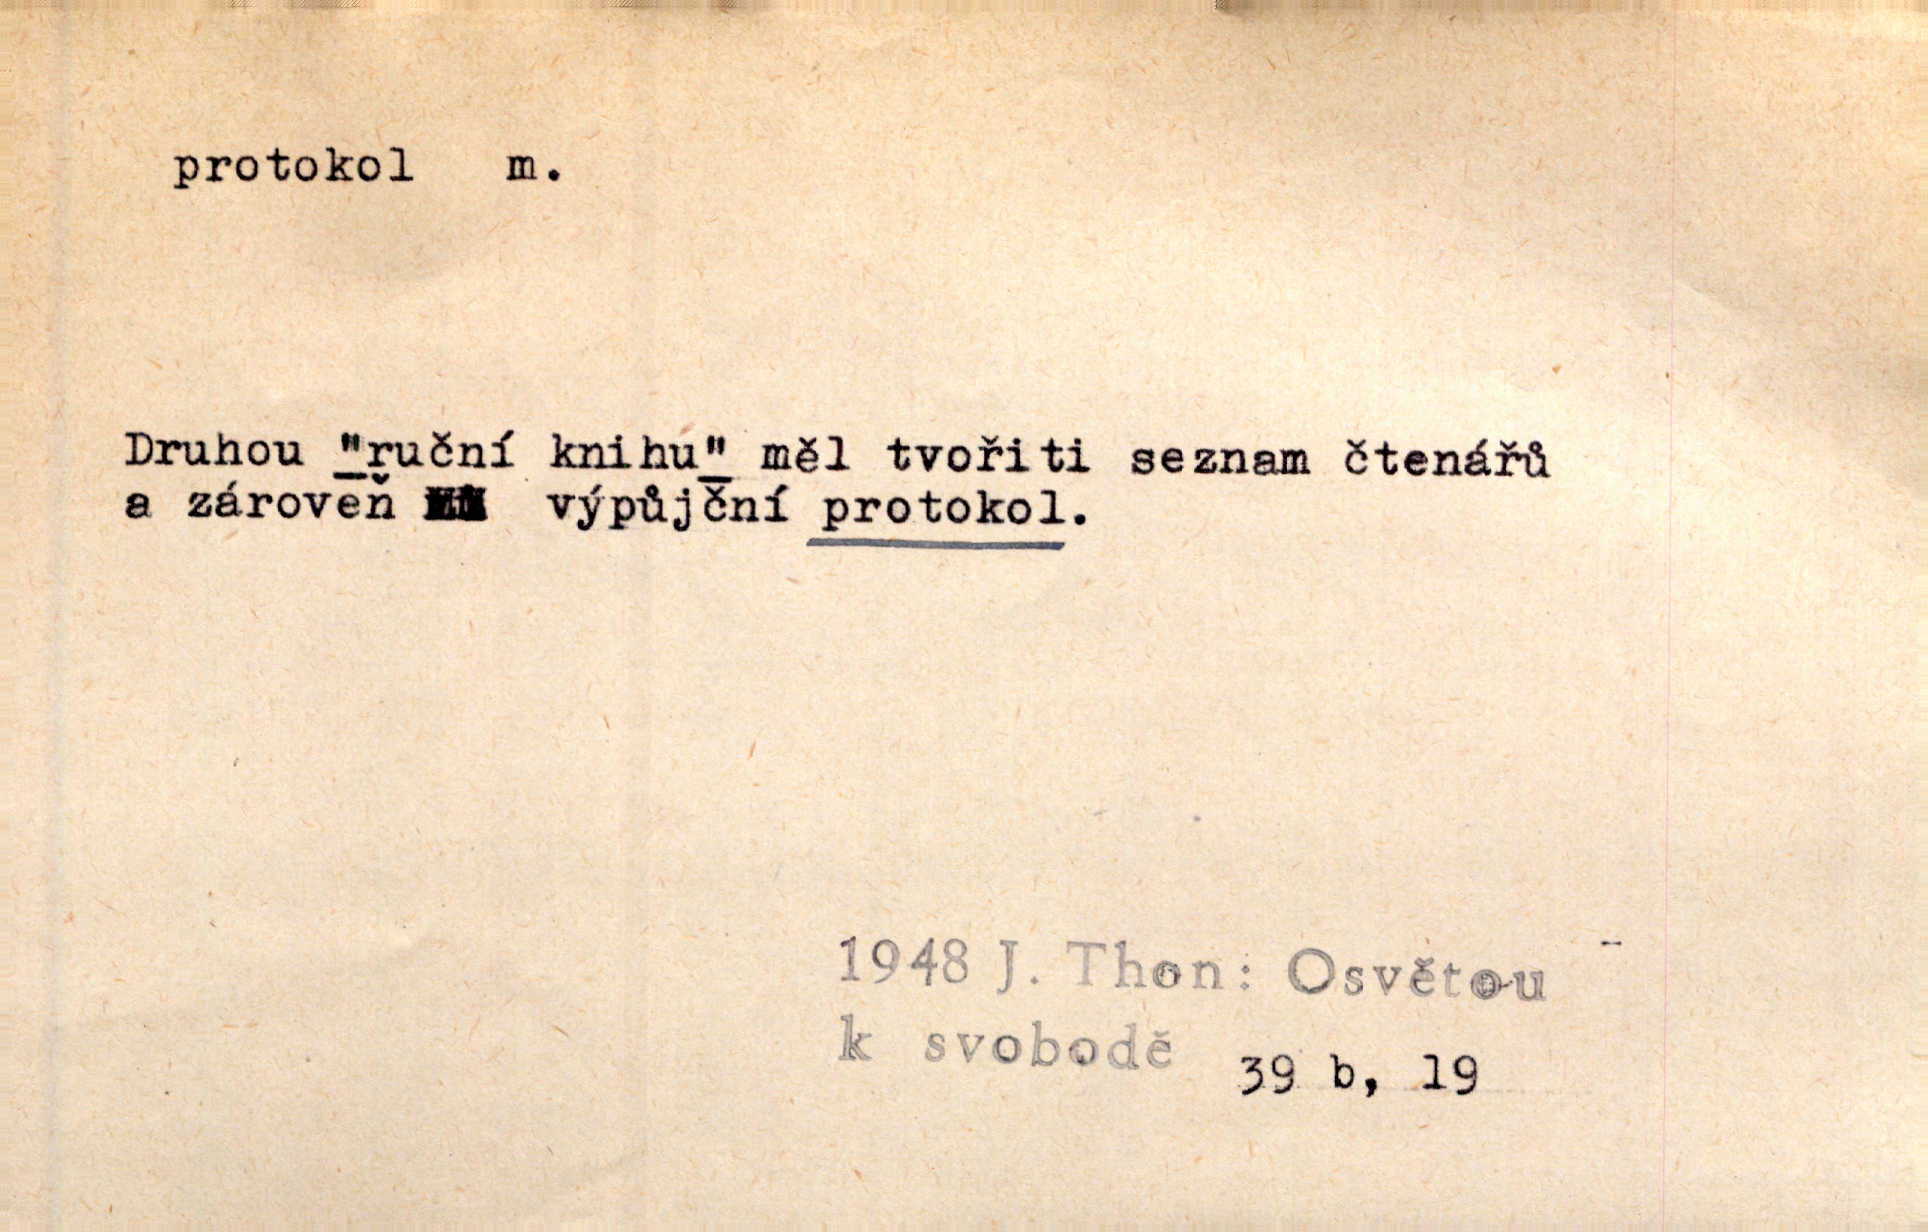 protokol m.
Druhou "ruční knihu" měl tvořiti seznam čtenářů
a zároveň výpůjční protokol.
1948 J. Thon: Osvětou
k svobodě 39 b, 19